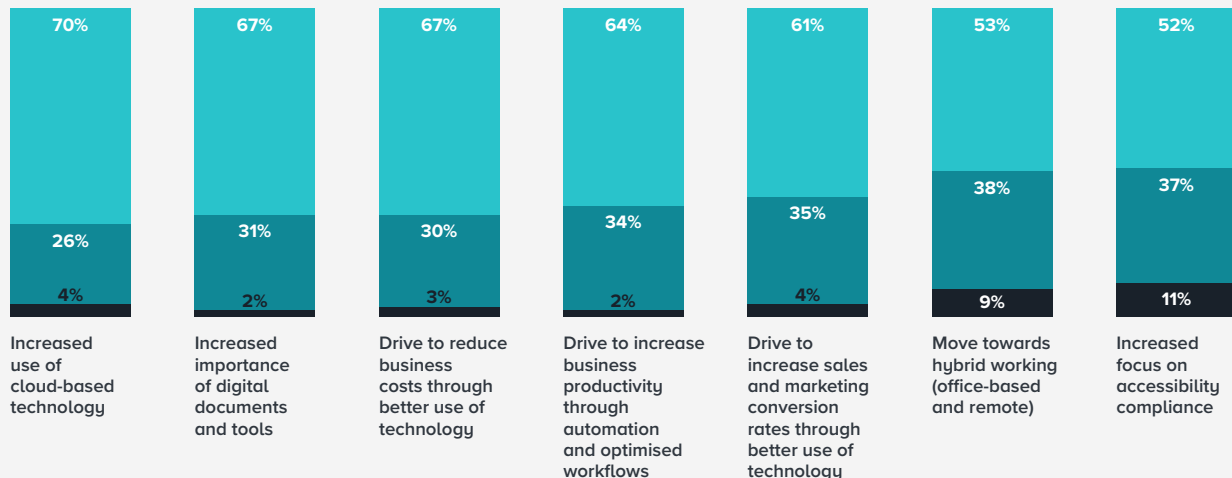 70%
67%
67%
64%
61%
53%
52%
26%
31%
30%
34%
35%
38%
37%
4%
2%
3%
2%
4%
9%
11%
Increased
use of
cloud-based
technology
Increased
importance
of digital
documents
and tools
Drive to reduce
business
costs through
better use of
technology
Drive to increase
business
productivity
through
automation
and optimised
workflows
Drive to
increase sales
and marketing
conversion
rates through
better use of
technology
Move towards
hybrid working
(office-based
and remote)
Increased
focus on
accessibility
compliance